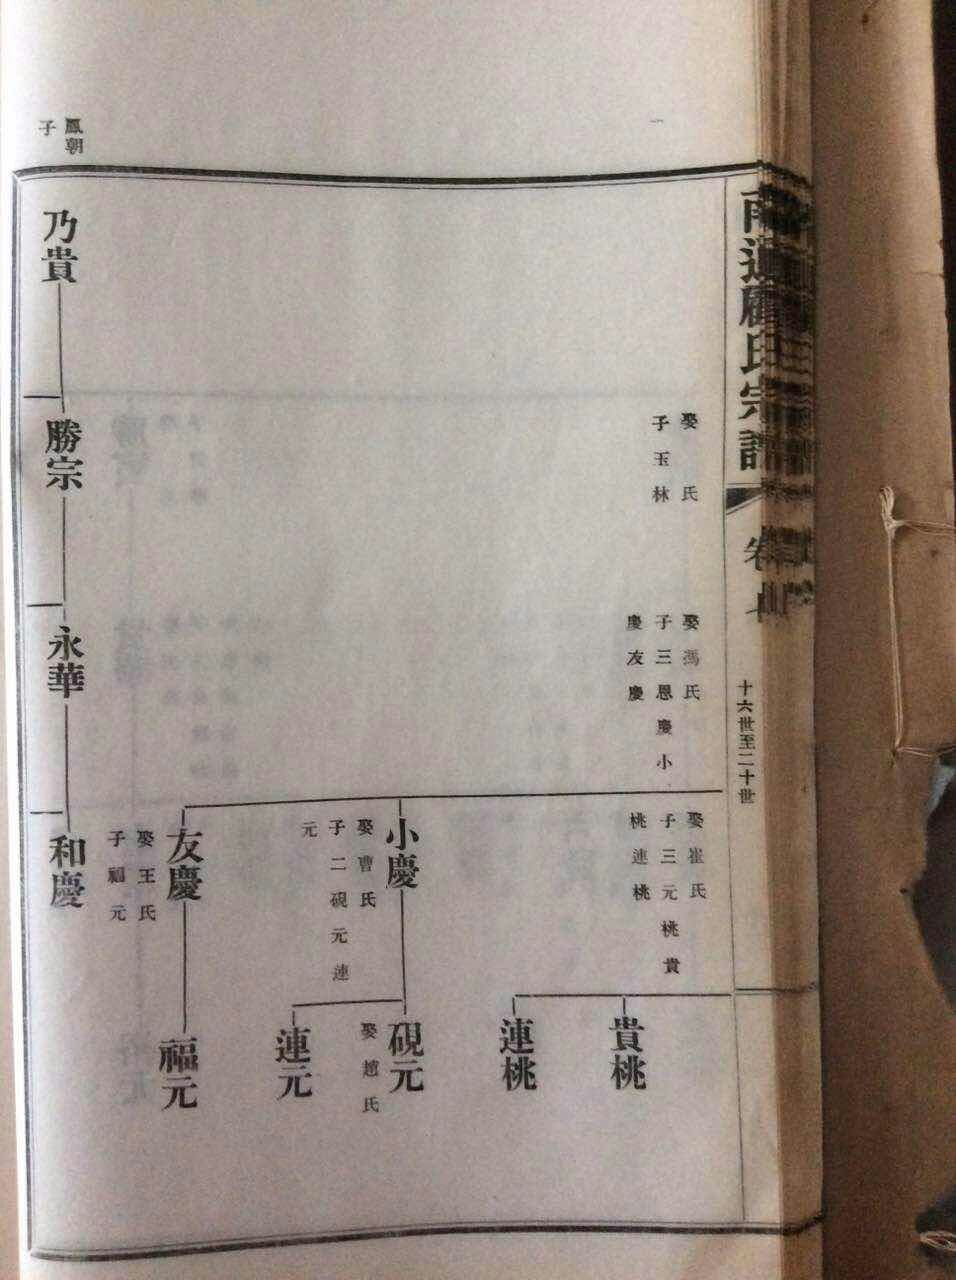 南通顧氏宗譜
卷
十六世至二十世
娶 氏
子玉林
娶馮氏
子三恩慶小
慶友慶
娶崔氏
子三元桃貴
桃連桃
貴桃
連桃
小慶
娶曹氏
子二硯元連
元
硯元
娶趙氏
連元
友慶
娶王氏
子福元
福元
鳳朝
子
乃貴
勝宗
永華
和慶